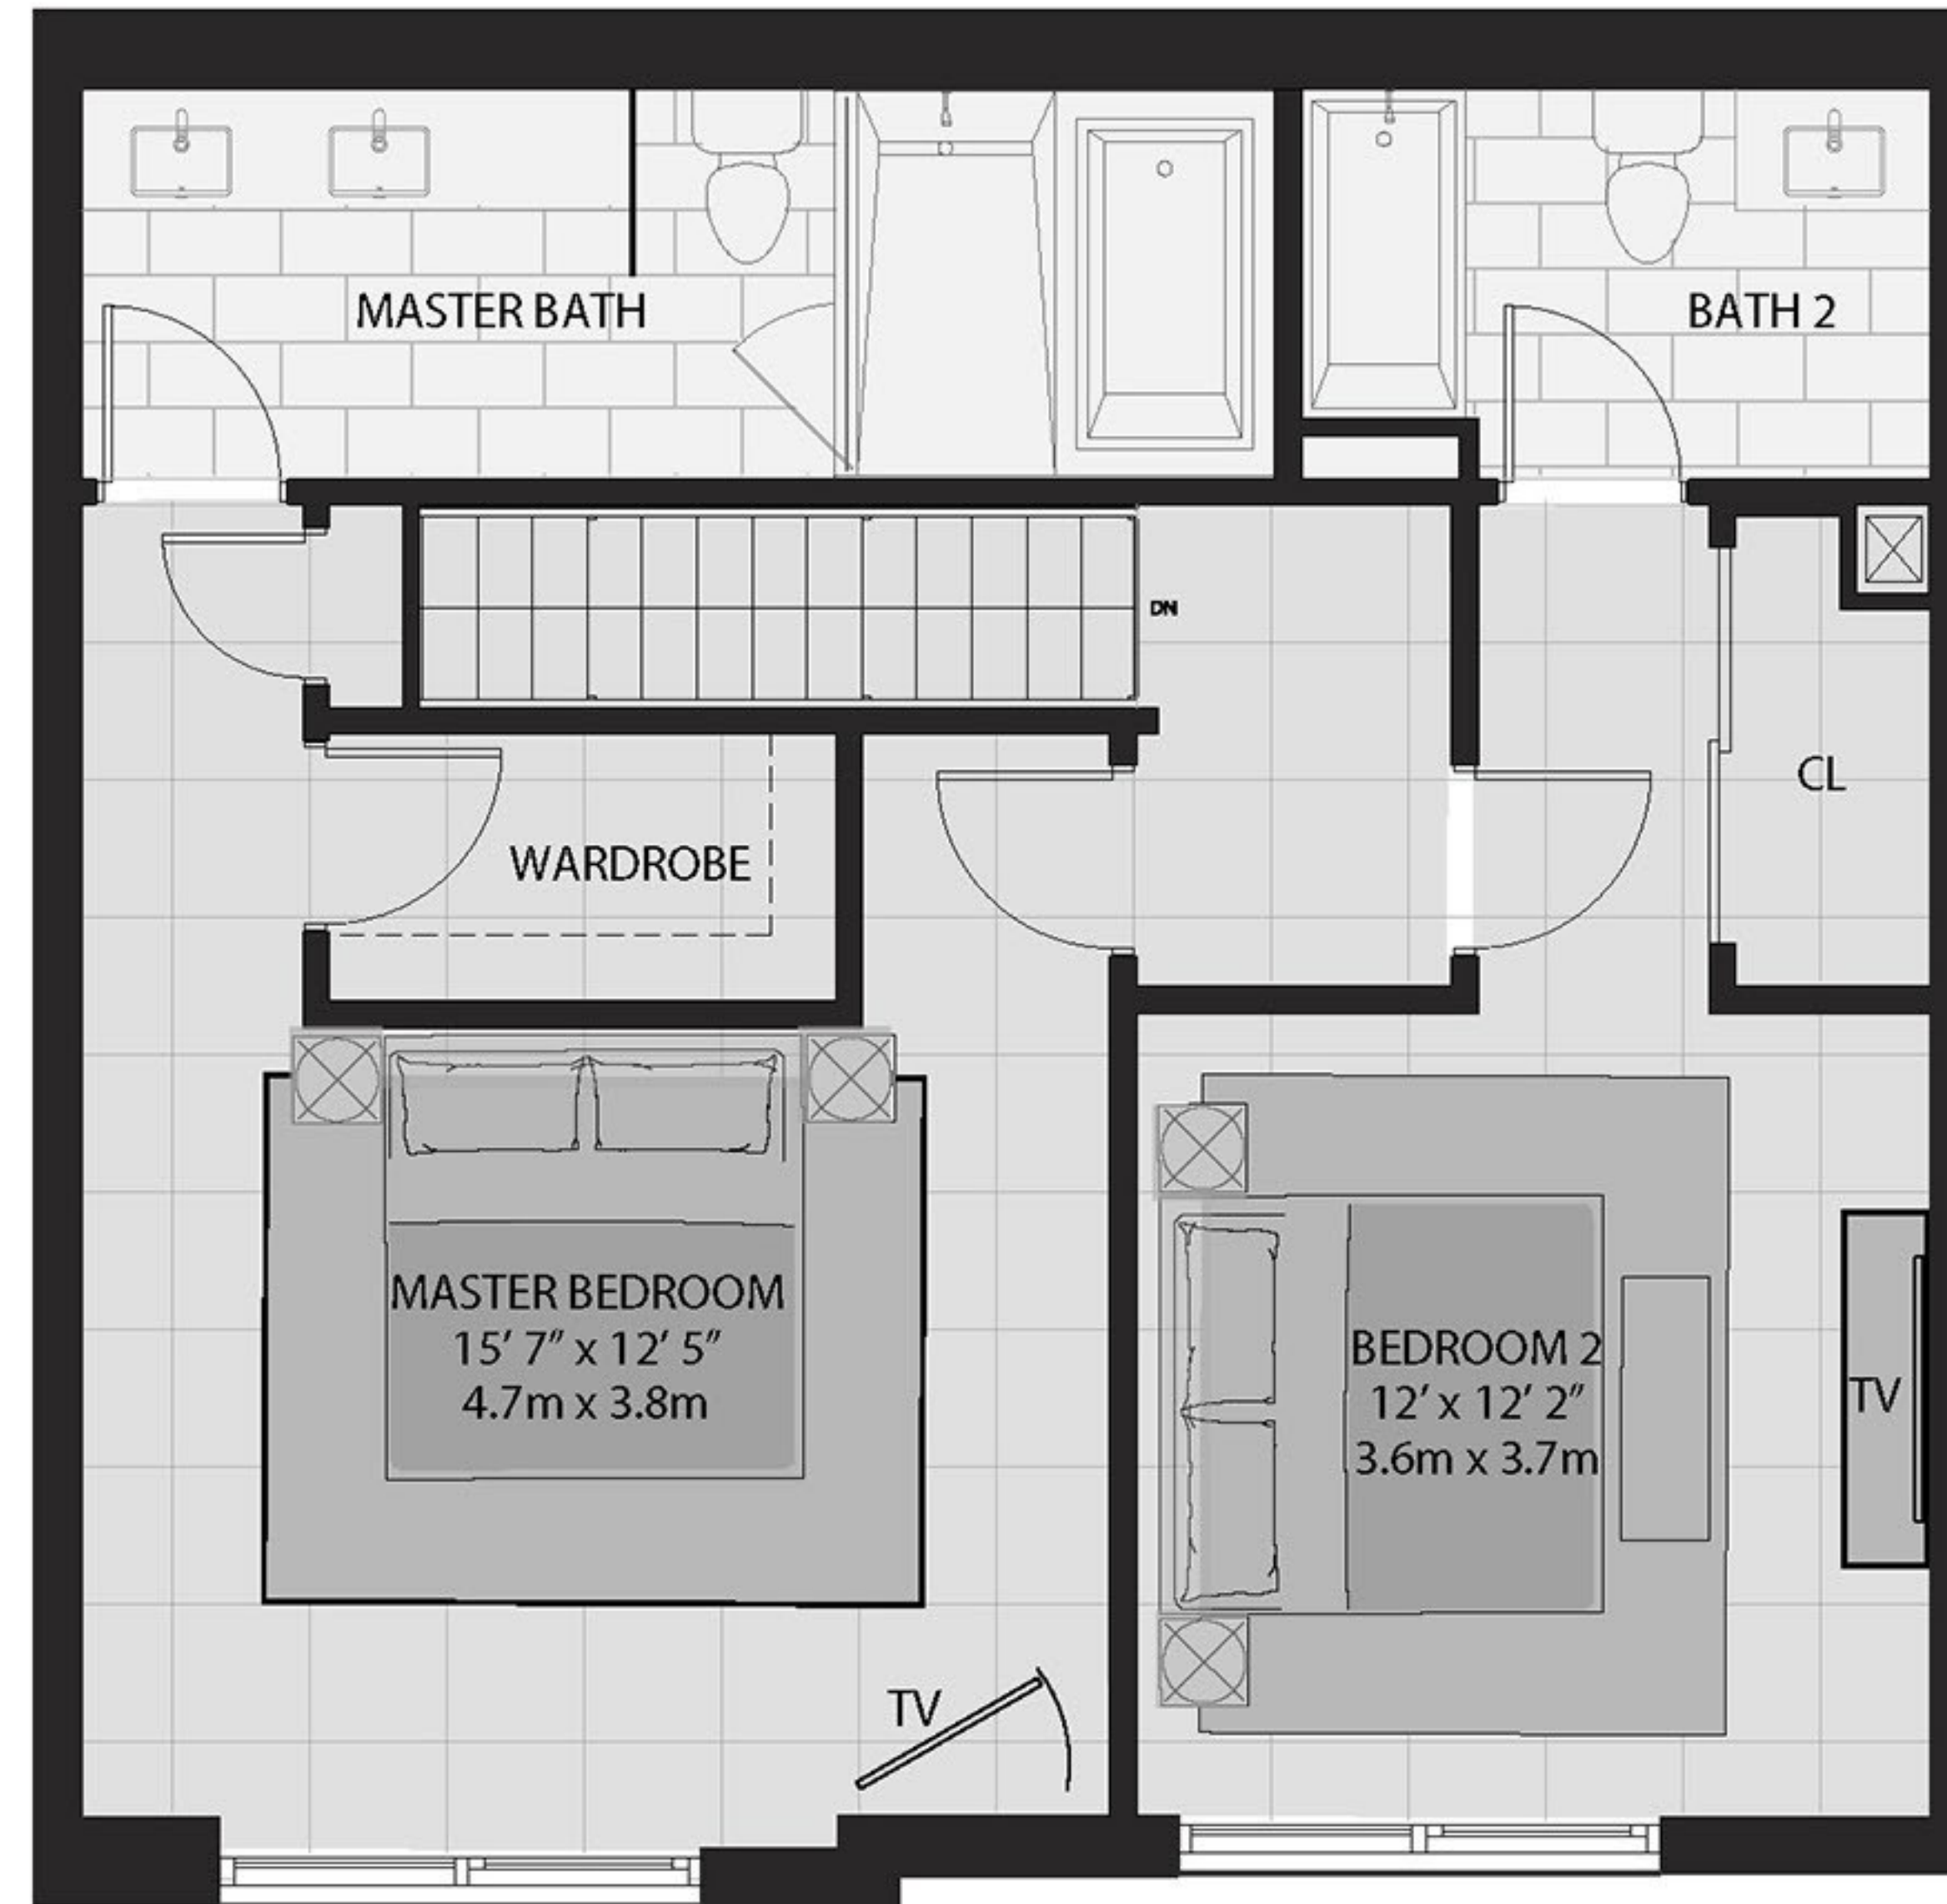 MASTER BATH
BATH 2
DN
CL
WARDROBE
MASTER BEDROOM
15′ 7″ x 12′ 5″
4.7m x 3.8m
BEDROOM 2
12′ x 12′ 2″
3.6m x 3.7m
TV
TV